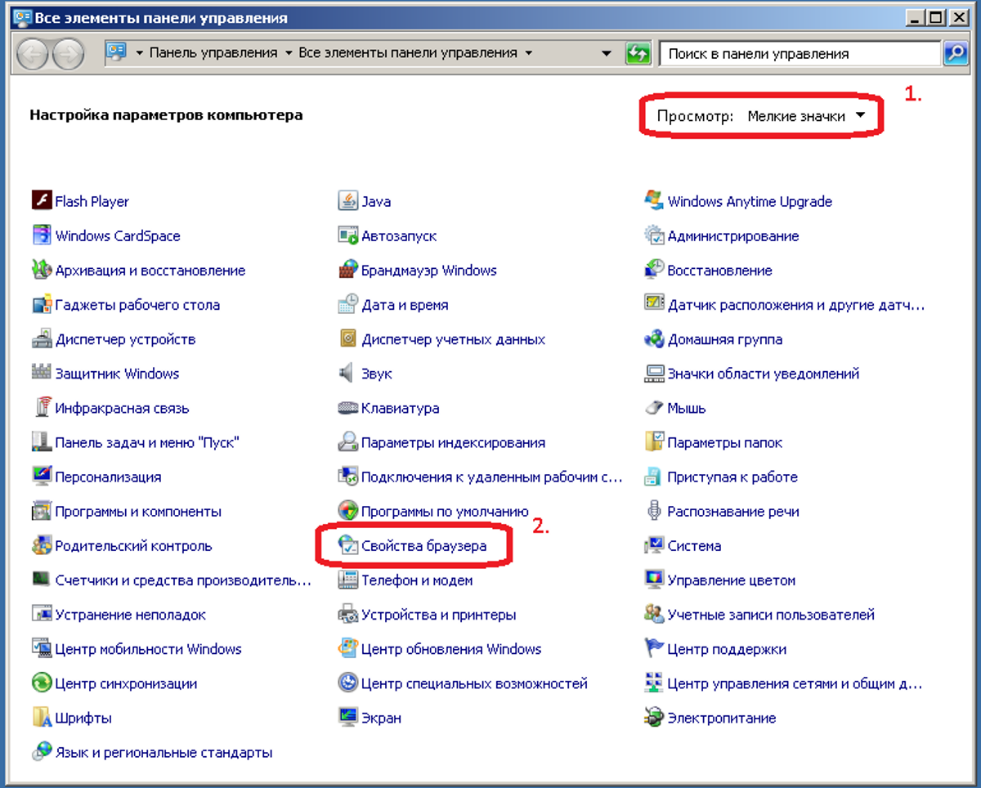 Все элементы панели управления
Панель управления Все элементы панели управления Поиск в панели управления
1.
Настройка параметров компьютера Просмотр: Мелкие значки
Flash Player Java Windows Anytime Upgrade
Windows CardSpace Автозапуск Администрирование
Архивация и восстановление Брандмауэр Windows Восстановление
Гаджеты рабочего стола Дата и время Датчик расположения и другие датч...
Диспетчер устройств Диспетчер учетных данных Домашняя группа
Защитник Windows Звук Значки области уведомлений
Инфракрасная связь Клавиатура Мышь
Панель задач и меню "Пуск" Параметры индексирования Параметры папок
Персонализация Подключения к удаленным рабочим с... Приступая к работе
Программы и компоненты Программы по умолчанию Распознавание речи
2.
Родительский контроль Свойства браузера Система
Счетчики и средства производитель... Телефон и модем Управление цветом
Устранение неполадок Устройства и принтеры Учетные записи пользователей
Центр мобильности Windows Центр обновления Windows Центр поддержки
Центр синхронизации Центр специальных возможностей Центр управления сетями и общим д...
Шрифты Экран Электропитание
Язык и региональные стандарты